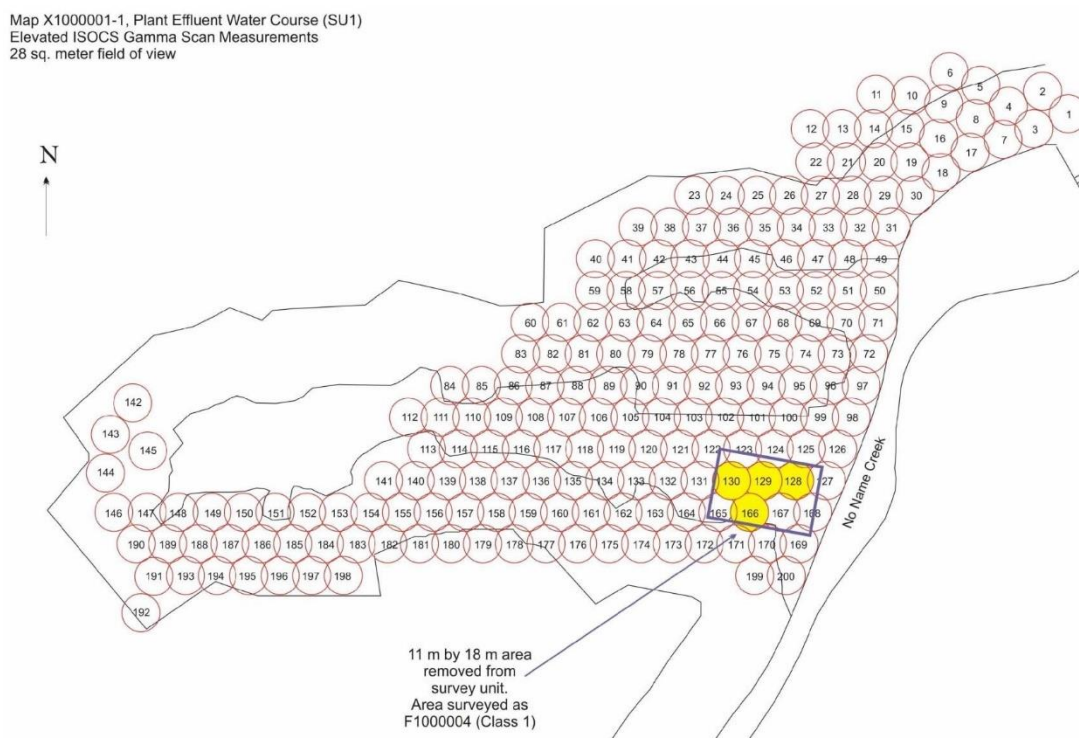 Map X1000001-1, Plant Effluent Water Course (SU1)
Elevated ISOCS Gamma Scan Measurements
28 sq. meter field of view
N
6
5 2
11 10 9 4 1
12 13 14 15 16 8 7 3
22 21 20 19 18 17
23 24 25 26 27 28 29 30
39 38 37 36 35 34 33 32 31
40 41 42 43 44 45 46 47 48 49
59 58 57 56 55 54 53 52 51 50
60 61 62 63 64 65 66 67 68 69 70 71
83 82 81 80 79 78 77 76 75 74 73 72
84 85 86 87 88 89 90 91 92 93 94 95 96 97
142
112 111 110 109 108 107 106 105 104 103 102 101 100 99 98
143
145 113 114 115 116 117 118 119 120 121 122 123 124 125 126
144
141 140 139 138 137 136 135 134 133 132 131 130 129 128 127
146 147 148 149 150 151 152 153 154 155 156 157 158 159 160 161 162 163 164 165 166 167 168
190 189 188 187 186 185 184 183 182 181 180 179 178 177 176 175 174 173 172 171 170 169
191 193 194 195 196 197 198 199 200
192
No Name Creek
11 m by 18 m area
removed from
survey unit.
Area surveyed as
F1000004 (Class 1)